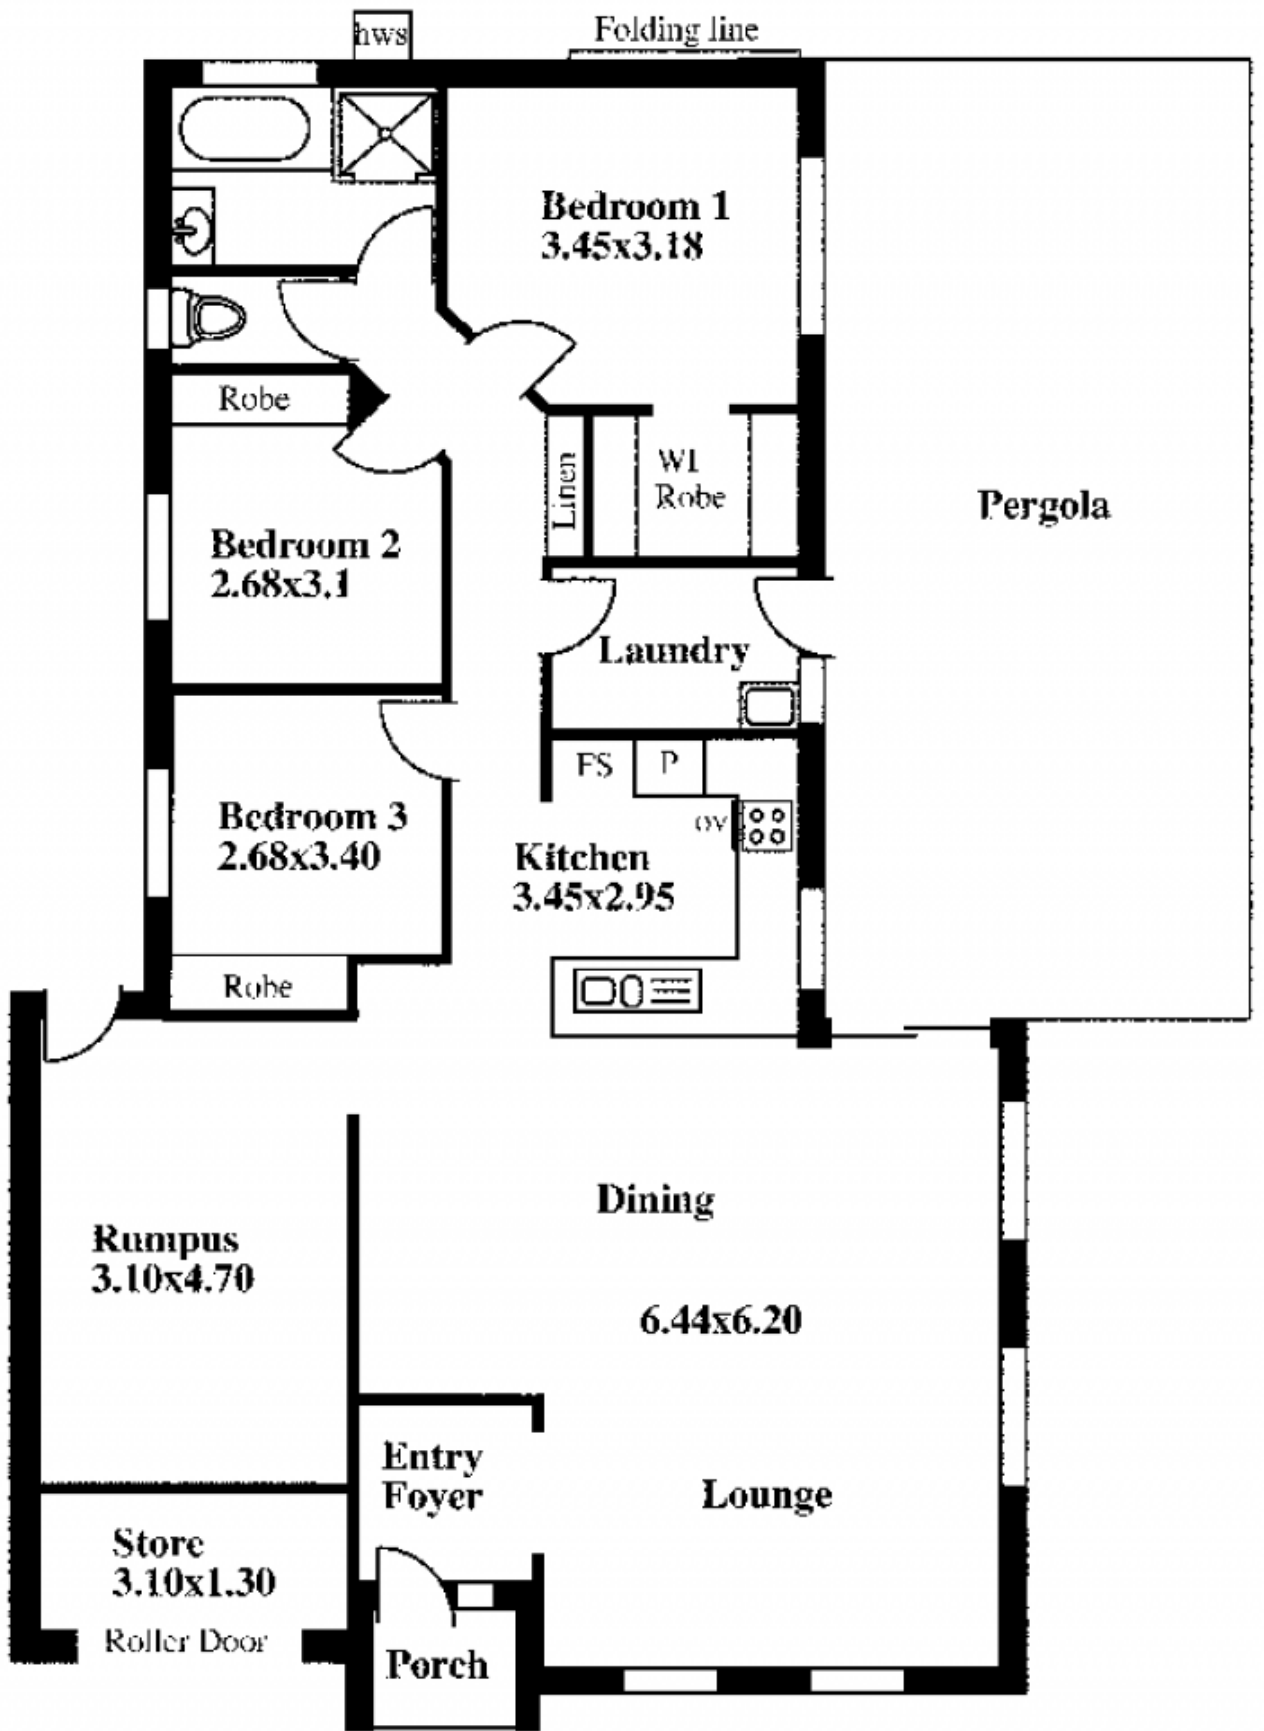 hws
Folding line
Bedroom 1
3.45x3.18
Robe
Linen
WI
Robe
Pergola
Bedroom 2
2.68x3.1
Laundry
FS
P
OV
Bedroom 3
2.68x3.40
Kitchen
3.45x2.95
Robe
Dining
Rumpus
3.10x4.70
6.44x6.20
Entry
Foyer
Lounge
Store
3.10x1.30
Roller Door
Porch